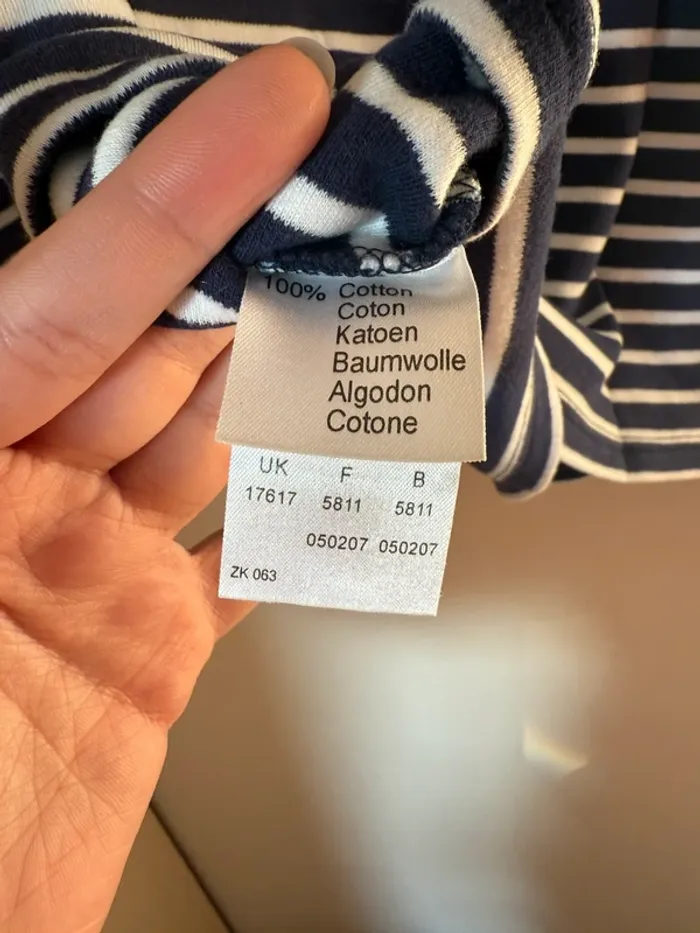 100% Cotton
Coton
Katoen
Baumwolle
Algodon
Cotone
UK F B
17617 5811 5811
050207 050207
ZK 063